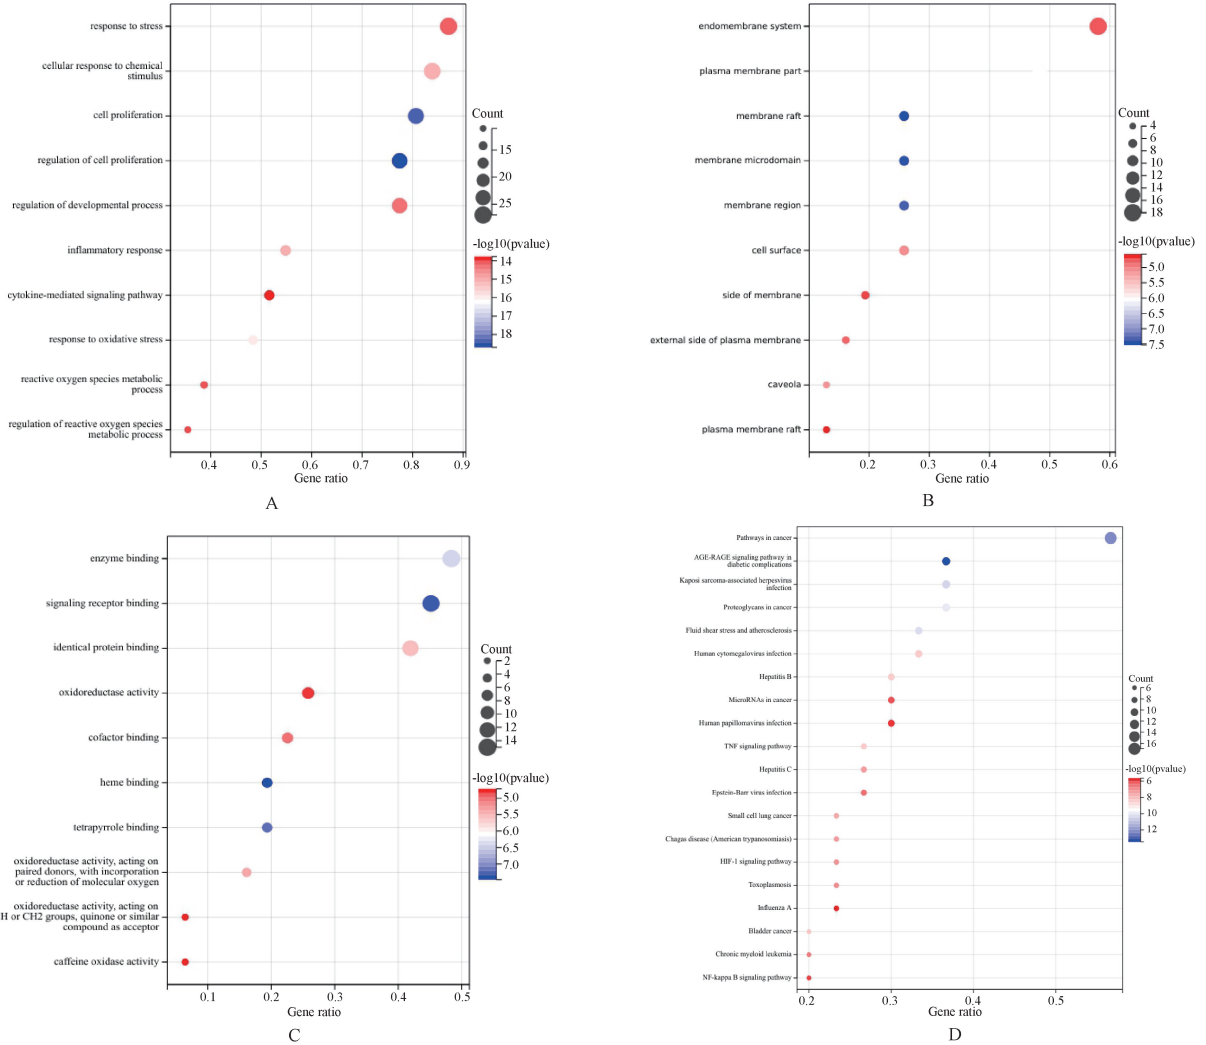 response to stress
cellular response to chemical
stimulus
cell proliferation
regulation of cell proliferation
regulation of developmental process
inflammatory response
cytokine-mediated signaling pathway
response to oxidative stress
reactive oxygen species metabolic
process
regulation of reactive oxygen species
metabolic process
0.4 0.5 0.6 0.7 0.8 0.9
Gene ratio
Count
15
20
25
-log10(pvalue)
14
15
16
17
18
A
endomembrane system
plasma membrane part
membrane raft
membrane microdomain
membrane region
cell surface
side of membrane
external side of plasma membrane
caveola
plasma membrane raft
0.2 0.3 0.4 0.5 0.6
Gene ratio
Count
4
6
8
10
12
14
16
18
-log10(pvalue)
5.0
5.5
6.0
6.5
7.0
7.5
B
enzyme binding
signaling receptor binding
identical protein binding
oxidoreductase activity
cofactor binding
heme binding
tetrapyrrole binding
oxidoreductase activity, acting on
paired donors, with incorporation
or reduction of molecular oxygen
oxidoreductase activity, acting on
H or CH2 groups, quinone or similar
compound as acceptor
caffeine oxidase activity
0.1 0.2 0.3 0.4 0.5
Gene ratio
Count
2
4
6
8
10
12
14
-log10(pvalue)
5.0
5.5
6.0
6.5
7.0
C
Pathways in cancer
AGE-RAGE signaling pathway in
diabetic complications
Kaposi sarcoma-associated herpesvirus
infection
Proteoglycans in cancer
Fluid shear stress and atherosclerosis
Human cytomegalovirus infection
Hepatitis B
MicroRNAs in cancer
Human papillomavirus infection
TNF signaling pathway
Hepatitis C
Epstein-Barr virus infection
Small cell lung cancer
Chagas disease (American trypanosomiasis)
HIF-1 signaling pathway
Toxoplasmosis
Influenza A
Bladder cancer
Chronic myeloid leukemia
NF-kappa B signaling pathway
0.2 0.3 0.4 0.5
Gene ratio
Count
6
8
10
12
14
16
-log10(pvalue)
6
8
10
12
D